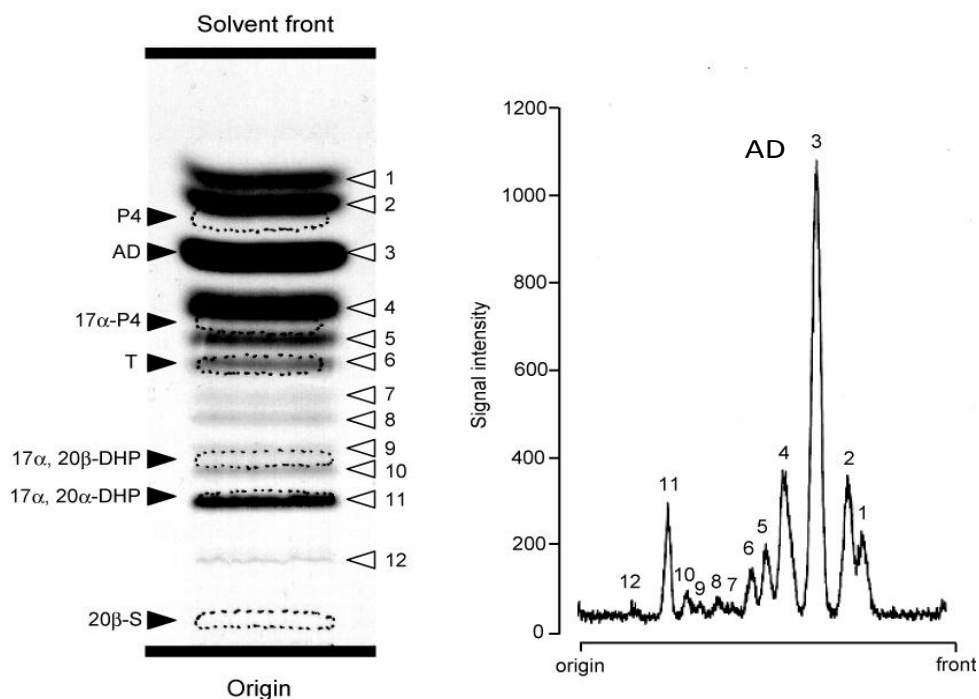 Solvent front
P4
AD
17α-P4
T
17α, 20β-DHP
17α, 20α-DHP
20β-S
1
2
3
4
5
6
7
8
9
10
11
12
Origin
1200
1000
800
600
400
200
0
Signal intensity
AD
3
4
2
11
5
1
6
10
9
8
7
12
origin
front